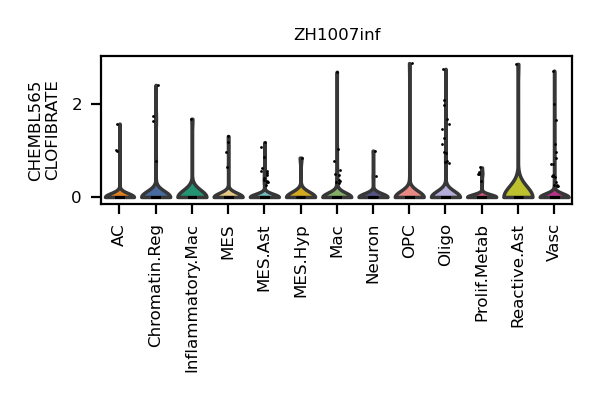 ZH1007inf
CHEMBL565
CLOFIBRATE
2
0
AC
Chromatin.Reg
Inflammatory.Mac
MES
MES.Ast
MES.Hyp
Mac
Neuron
OPC
Oligo
Prolif.Metab
Reactive.Ast
Vasc